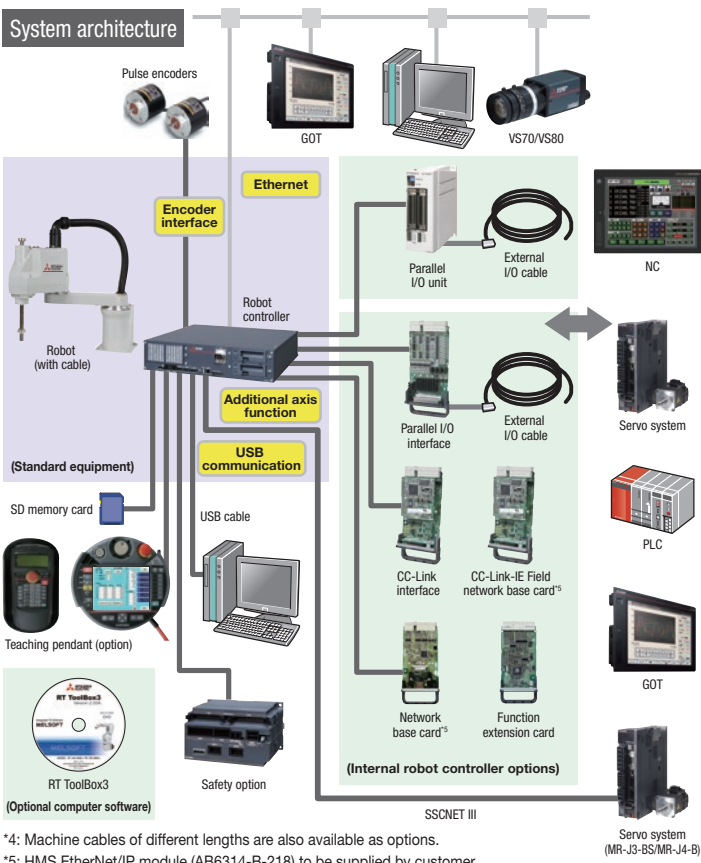 System architecture
Pulse encoders
GOT
VS70/VS80
Ethernet
Encoder
interface
Parallel
I/O unit
External
I/O cable
NC
Robot
controller
Robot
(with cable)
Additional axis
function
Parallel I/O
interface
External
I/O cable
Servo system
(Standard equipment)
USB
communication
SD memory card
USB cable
PLC
CC-Link
interface
CC-Link-IE Field
network base card*5
Teaching pendant (option)
GOT
RT ToolBox3
MELSOFT
Network
base card*5
Function
extension card
RT ToolBox3
Safety option
(Internal robot controller options)
(Optional computer software)
SSCNET III
Servo system
(MR-J3-BS/MR-J4-B)
*4: Machine cables of different lengths are also available as options.
*5: HMS EtherNet/IP module (AB6314-B-218) to be supplied by customer.